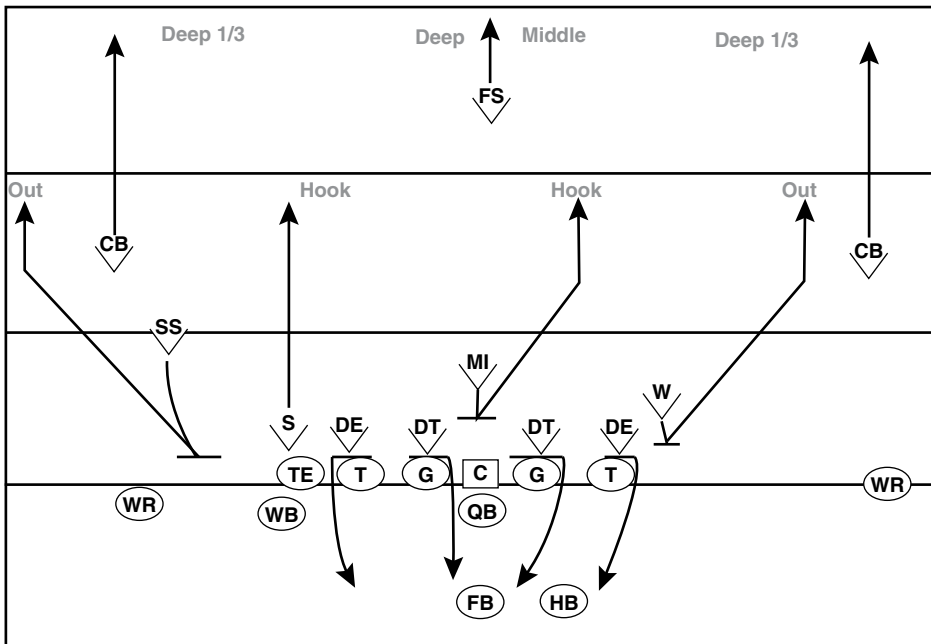 Deep 1/3
Deep Middle
Deep 1/3
FS
Out
Hook
Hook
Out
CB
CB
SS
MI
W
S
DE
DT
DT
DE
TE
T
G
C
G
T
WR
WB
QB
WR
FB
HB